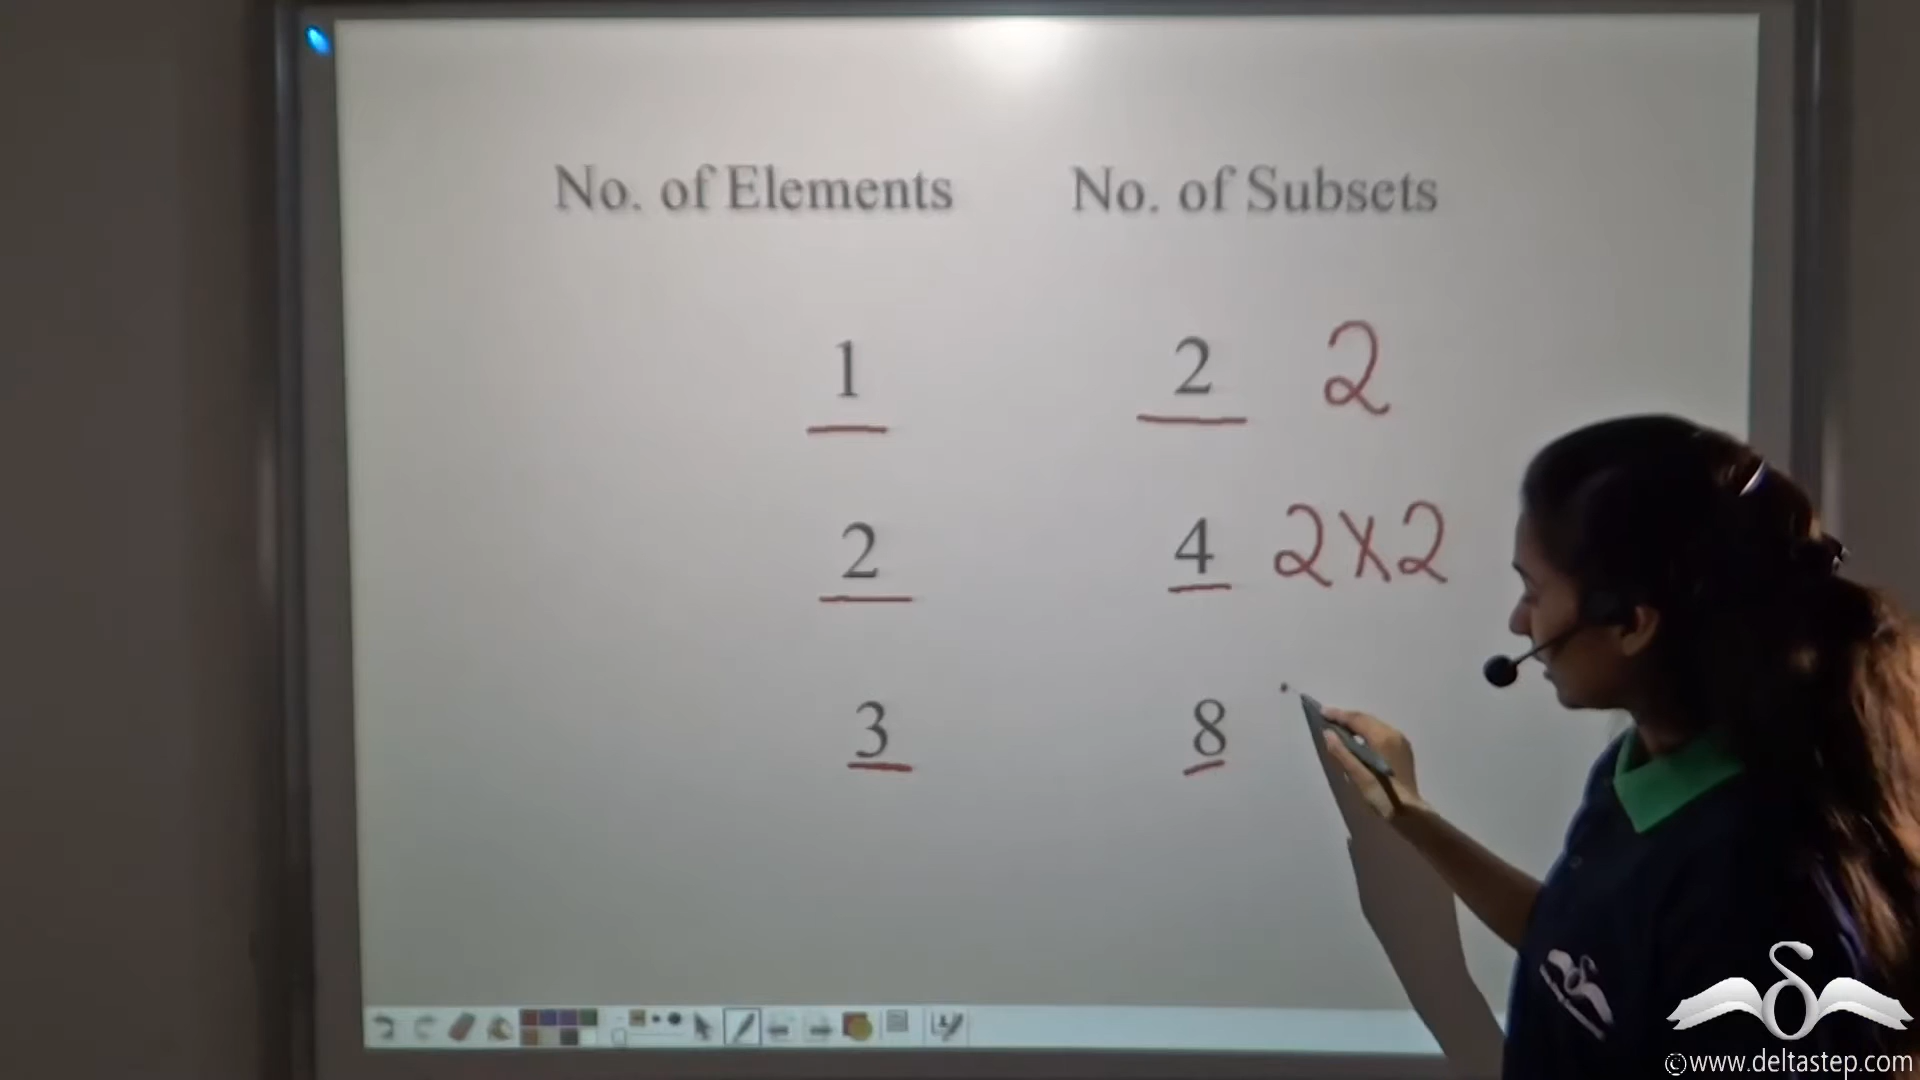 No. of Elements No. of Subsets
1 2 2
2 4 2X2
3 8
©www.deltastep.com